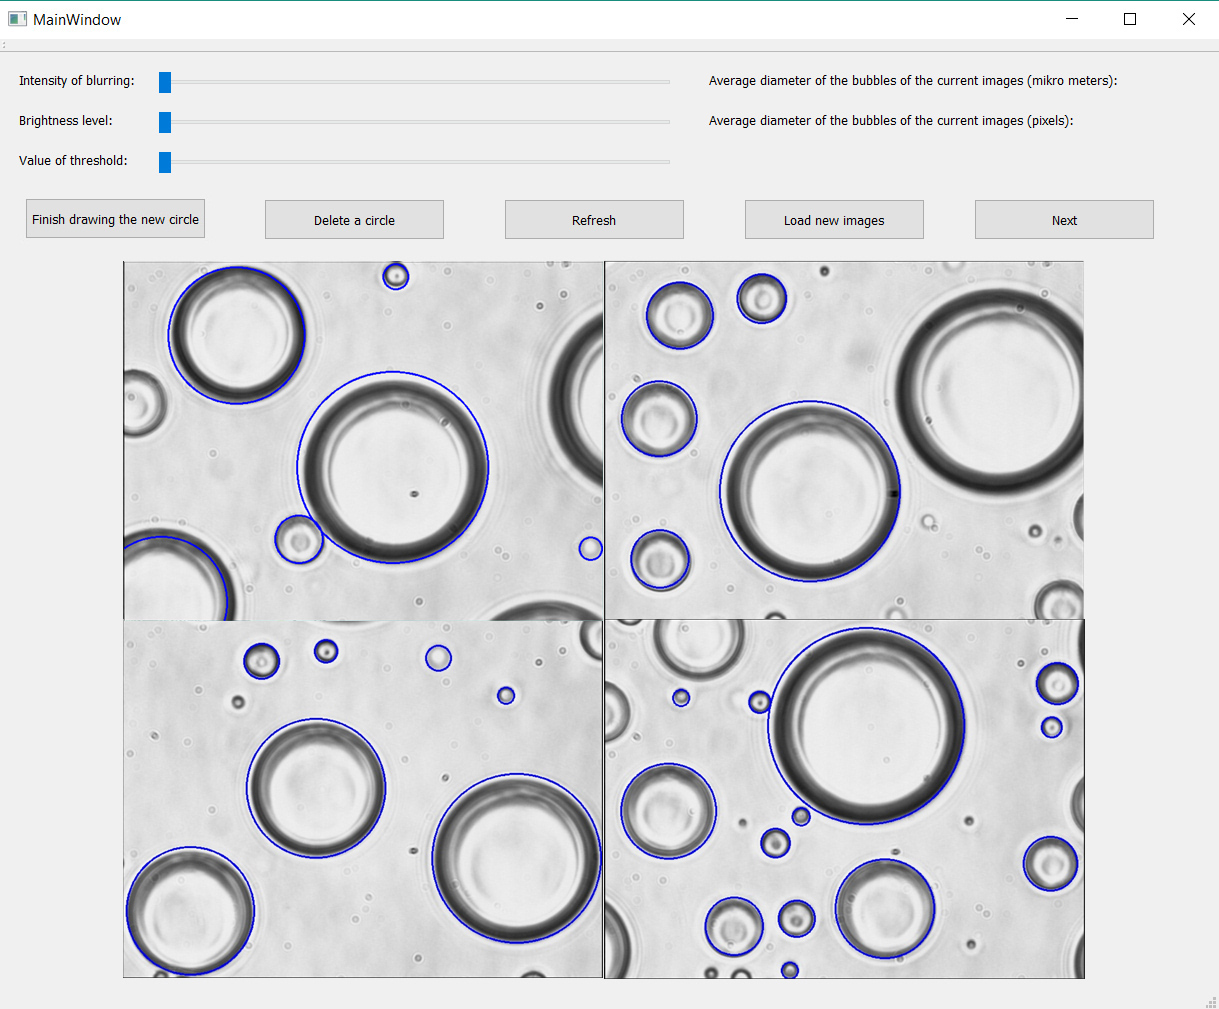 MainWindow
Intensity of blurring:
Average diameter of the bubbles of the current images (mikro meters):
Brightness level:
Average diameter of the bubbles of the current images (pixels):
Value of threshold:
Finish drawing the new circle
Delete a circle
Refresh
Load new images
Next